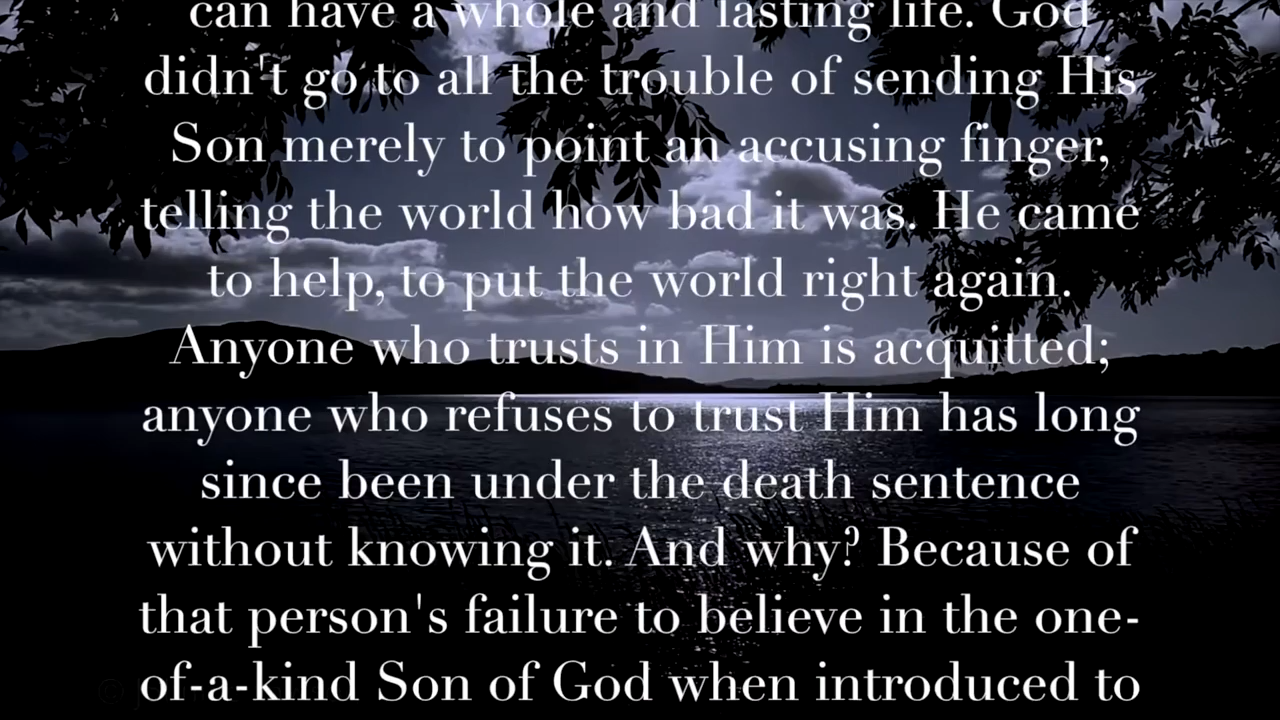 can have a whole and lasting life. God
didn't go to all the trouble of sending His
Son merely to point an accusing finger,
telling the world how bad it was. He came
to help, to put the world right again.
Anyone who trusts in Him is acquitted;
anyone who refuses to trust Him has long
since been under the death sentence
without knowing it. And why? Because of
that person's failure to believe in the one-
of-a-kind Son of God when introduced to